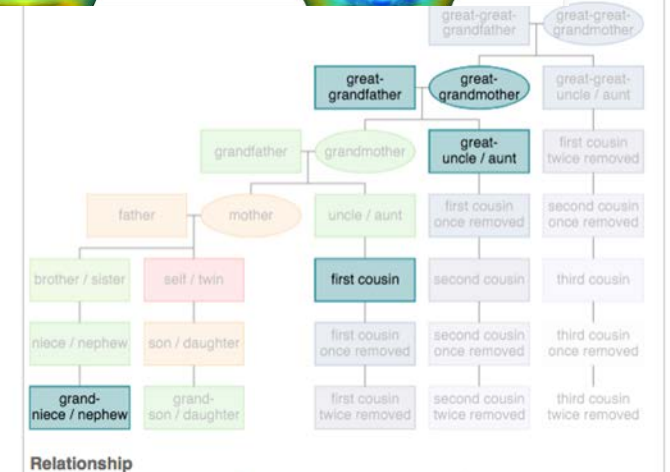 great-great-
grandfather
great-great-
grandmother
great-
grandfather
great-
grandmother
great-great-
uncle / aunt
grandfather
grandmother
great-
uncle / aunt
first cousin
twice removed
father
mother
uncle / aunt
first cousin
once removed
second cousin
once removed
brother / sister
self / twin
first cousin
second cousin
third cousin
niece / nephew
son / daughter
first cousin
once removed
second cousin
once removed
third cousin
once removed
grand-
niece / nephew
grand-
son / daughter
first cousin
twice removed
second cousin
twice removed
third cousin
twice removed
Relationship